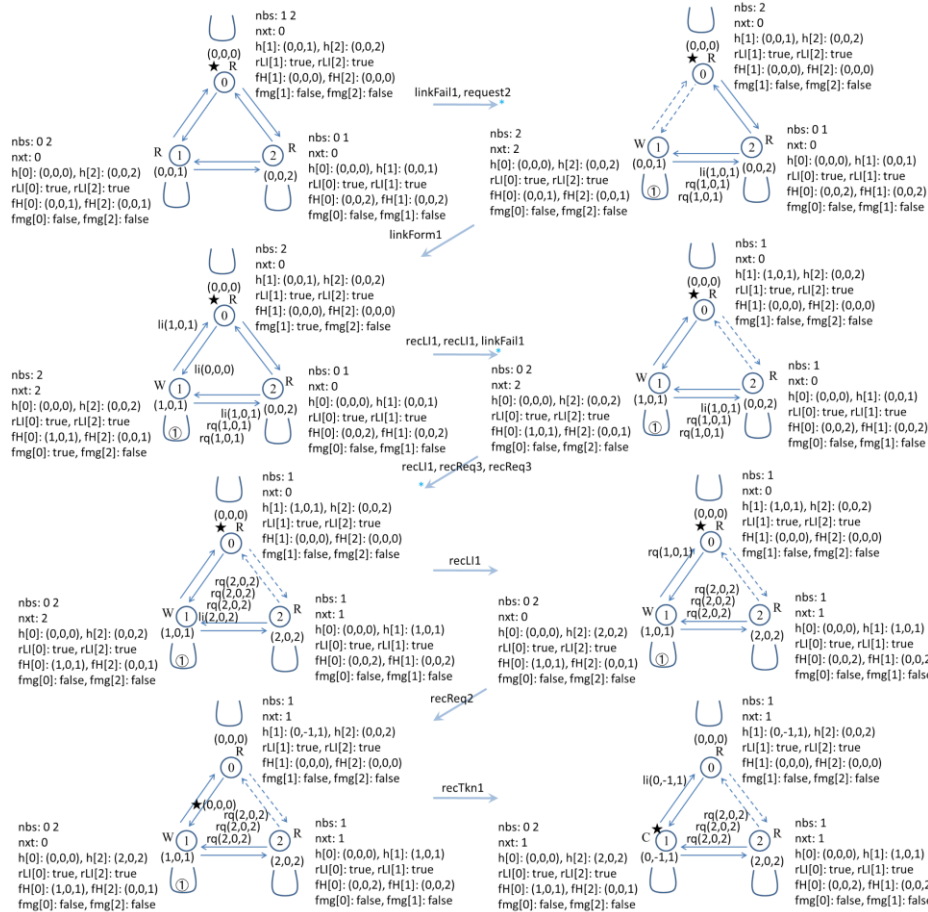 nbs: 1 2
nxt: 0
h[1]: (0,0,1), h[2]: (0,0,2)
rLI[1]: true, rLI[2]: true
fH[1]: (0,0,0), fH[2]: (0,0,0)
fmg[1]: false, fmg[2]: false
(0,0,0)
★ R
0
nbs: 0 2
nxt: 0
h[0]: (0,0,0), h[2]: (0,0,2)
rLI[0]: true, rLI[2]: true
fH[0]: (0,0,1), fH[2]: (0,0,1)
fmg[0]: false, fmg[2]: false
R 1
(0,0,1)
2 R
(0,0,2)
nbs: 0 1
nxt: 0
h[0]: (0,0,0), h[1]: (0,0,1)
rLI[0]: true, rLI[1]: true
fH[0]: (0,0,2), fH[1]: (0,0,2)
fmg[0]: false, fmg[1]: false
linkFail1, request2
nbs: 2
nxt: 0
h[1]: (0,0,1), h[2]: (0,0,2)
rLI[1]: true, rLI[2]: true
fH[1]: (0,0,0), fH[2]: (0,0,0)
fmg[1]: false, fmg[2]: false
(0,0,0)
★ R
0
nbs: 2
nxt: 2
h[0]: (0,0,0), h[2]: (0,0,2)
rLI[0]: true, rLI[2]: true
fH[0]: (0,0,1), fH[2]: (0,0,1)
fmg[0]: false, fmg[2]: false
W 1
(0,0,1)
①
li(1,0,1)
rq(1,0,1)
rq(1,0,1)
2 R
(0,0,2)
nbs: 0 1
nxt: 0
h[0]: (0,0,0), h[1]: (0,0,1)
rLI[0]: true, rLI[1]: true
fH[0]: (0,0,2), fH[1]: (0,0,2)
fmg[0]: false, fmg[1]: false
linkForm1
nbs: 2
nxt: 0
h[1]: (0,0,1), h[2]: (0,0,2)
rLI[1]: true, rLI[2]: true
fH[1]: (0,0,0), fH[2]: (0,0,0)
fmg[1]: true, fmg[2]: false
(0,0,0)
★ R
0
li(1,0,1)
li(0,0,0)
nbs: 2
nxt: 2
h[0]: (0,0,0), h[2]: (0,0,2)
rLI[0]: true, rLI[2]: true
fH[0]: (1,0,1), fH[2]: (0,0,1)
fmg[0]: true, fmg[2]: false
W 1
(1,0,1)
①
li(1,0,1)
rq(1,0,1)
rq(1,0,1)
2 R
(0,0,2)
nbs: 0 1
nxt: 0
h[0]: (0,0,0), h[1]: (0,0,1)
rLI[0]: true, rLI[1]: true
fH[0]: (0,0,2), fH[1]: (0,0,2)
fmg[0]: false, fmg[1]: false
recLI1, recLI1, linkFail1
nbs: 1
nxt: 0
h[1]: (1,0,1), h[2]: (0,0,2)
rLI[1]: true, rLI[2]: true
fH[1]: (0,0,0), fH[2]: (0,0,0)
fmg[1]: false, fmg[2]: false
(0,0,0)
★ R
0
nbs: 0 2
nxt: 2
h[0]: (0,0,0), h[2]: (0,0,2)
rLI[0]: true, rLI[2]: true
fH[0]: (1,0,1), fH[2]: (0,0,1)
fmg[0]: false, fmg[2]: false
W 1
(1,0,1)
①
li(1,0,1)
rq(1,0,1)
rq(1,0,1)
2 R
(0,0,2)
nbs: 1
nxt: 0
h[0]: (0,0,0), h[1]: (0,0,1)
rLI[0]: true, rLI[1]: true
fH[0]: (0,0,2), fH[1]: (0,0,2)
fmg[0]: false, fmg[1]: false
recLI1, recReq3, recReq3
nbs: 1
nxt: 0
h[1]: (1,0,1), h[2]: (0,0,2)
rLI[1]: true, rLI[2]: true
fH[1]: (0,0,0), fH[2]: (0,0,0)
fmg[1]: false, fmg[2]: false
(0,0,0)
★ R
0
rq(2,0,2)
rq(2,0,2)
rq(2,0,2)
li(2,0,2)
nbs: 0 2
nxt: 2
h[0]: (0,0,0), h[2]: (0,0,2)
rLI[0]: true, rLI[2]: true
fH[0]: (1,0,1), fH[2]: (0,0,1)
fmg[0]: false, fmg[2]: false
W 1
(1,0,1)
①
2 R
(2,0,2)
nbs: 1
nxt: 1
h[0]: (0,0,0), h[1]: (1,0,1)
rLI[0]: true, rLI[1]: true
fH[0]: (0,0,2), fH[1]: (0,0,2)
fmg[0]: false, fmg[1]: false
recLI1
nbs: 1
nxt: 0
h[1]: (1,0,1), h[2]: (0,0,2)
rLI[1]: true, rLI[2]: true
fH[1]: (0,0,0), fH[2]: (0,0,0)
fmg[1]: false, fmg[2]: false
(0,0,0)
★ R
0
rq(1,0,1)
rq(2,0,2)
rq(2,0,2)
rq(2,0,2)
nbs: 0 2
nxt: 0
h[0]: (0,0,0), h[2]: (2,0,2)
rLI[0]: true, rLI[2]: true
fH[0]: (1,0,1), fH[2]: (0,0,1)
fmg[0]: false, fmg[2]: false
W 1
(1,0,1)
①
2 R
(2,0,2)
nbs: 1
nxt: 1
h[0]: (0,0,0), h[1]: (1,0,1)
rLI[0]: true, rLI[1]: true
fH[0]: (0,0,2), fH[1]: (0,0,2
fmg[0]: false, fmg[1]: false
recReq2
nbs: 1
nxt: 1
h[1]: (0,-1,1), h[2]: (0,0,2)
rLI[1]: true, rLI[2]: true
fH[1]: (0,0,0), fH[2]: (0,0,0)
fmg[1]: false, fmg[2]: false
(0,0,0)
R
0
★(0,0,0)
rq(2,0,2)
rq(2,0,2)
rq(2,0,2)
nbs: 0 2
nxt: 0
h[0]: (0,0,0), h[2]: (2,0,2)
rLI[0]: true, rLI[2]: true
fH[0]: (1,0,1), fH[2]: (0,0,1)
fmg[0]: false, fmg[2]: false
W 1
(1,0,1)
①
2 R
(2,0,2)
nbs: 1
nxt: 1
h[0]: (0,0,0), h[1]: (1,0,1)
rLI[0]: true, rLI[1]: true
fH[0]: (0,0,2), fH[1]: (0,0,2)
fmg[0]: false, fmg[1]: false
recTkn1
nbs: 1
nxt: 1
h[1]: (0,-1,1), h[2]: (0,0,2)
rLI[1]: true, rLI[2]: true
fH[1]: (0,0,0), fH[2]: (0,0,0)
fmg[1]: false, fmg[2]: false
(0,0,0)
R
0
li(0,-1,1)
rq(2,0,2)
rq(2,0,2)
rq(2,0,2)
nbs: 0 2
nxt: 1
h[0]: (0,0,0), h[2]: (2,0,2)
rLI[0]: true, rLI[2]: true
fH[0]: (1,0,1), fH[2]: (0,0,1)
fmg[0]: false, fmg[2]: false
★
C 1
(0,-1,1)
2 R
(2,0,2)
nbs: 1
nxt: 1
h[0]: (0,0,0), h[1]: (1,0,1)
rLI[0]: true, rLI[1]: true
fH[0]: (0,0,2), fH[1]: (0,0,2
fmg[0]: false, fmg[1]: false